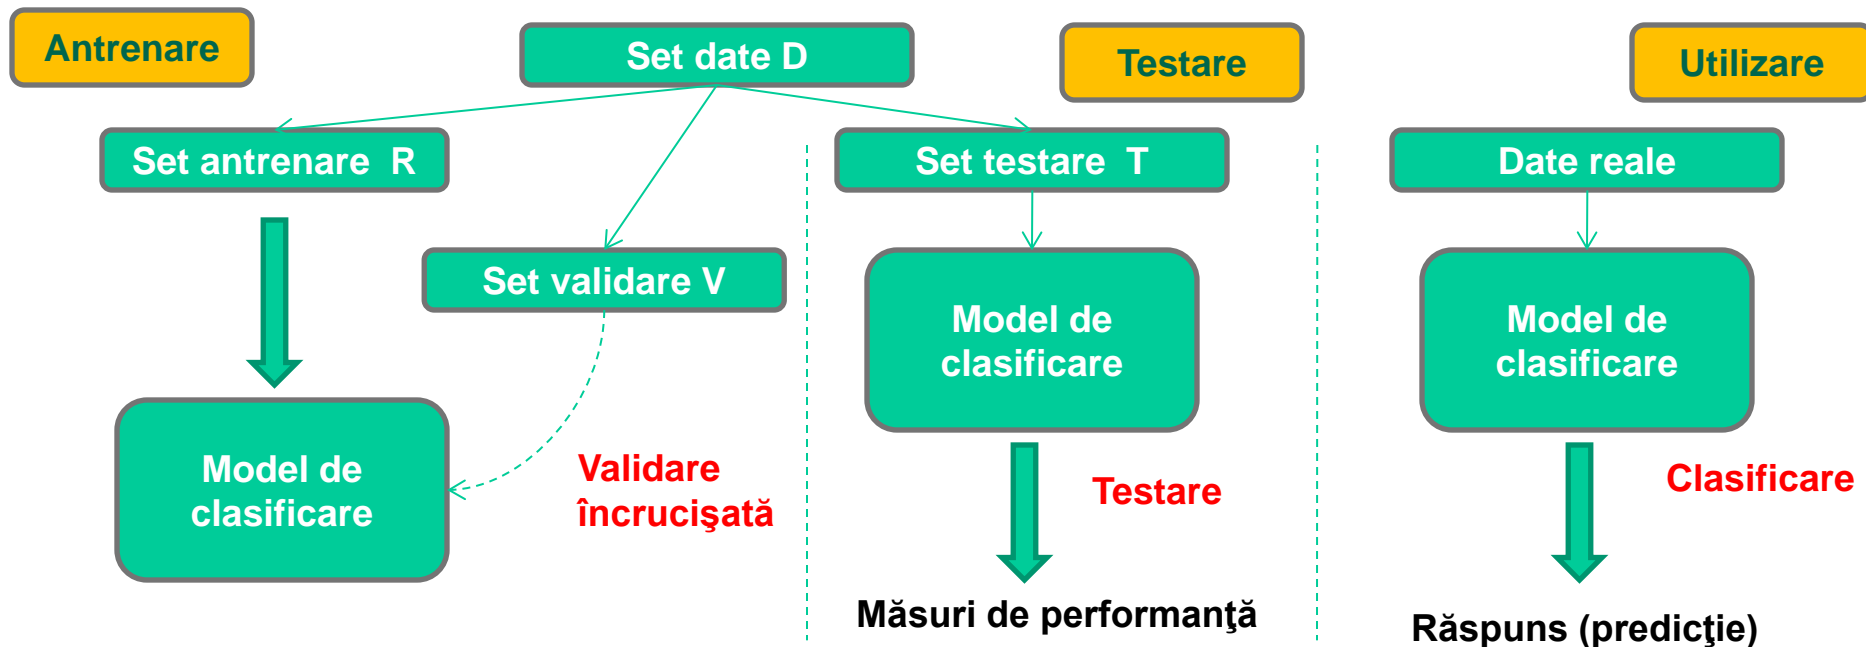 Antrenare
Set date D
Testare
Utilizare
Set antrenare R
Set testare T
Date reale
Set validare V
Model de
clasificare
Model de
clasificare
Model de
clasificare
Validare
încrucişată
Testare
Clasificare
Măsuri de performanţă
Răspuns (predicţie)